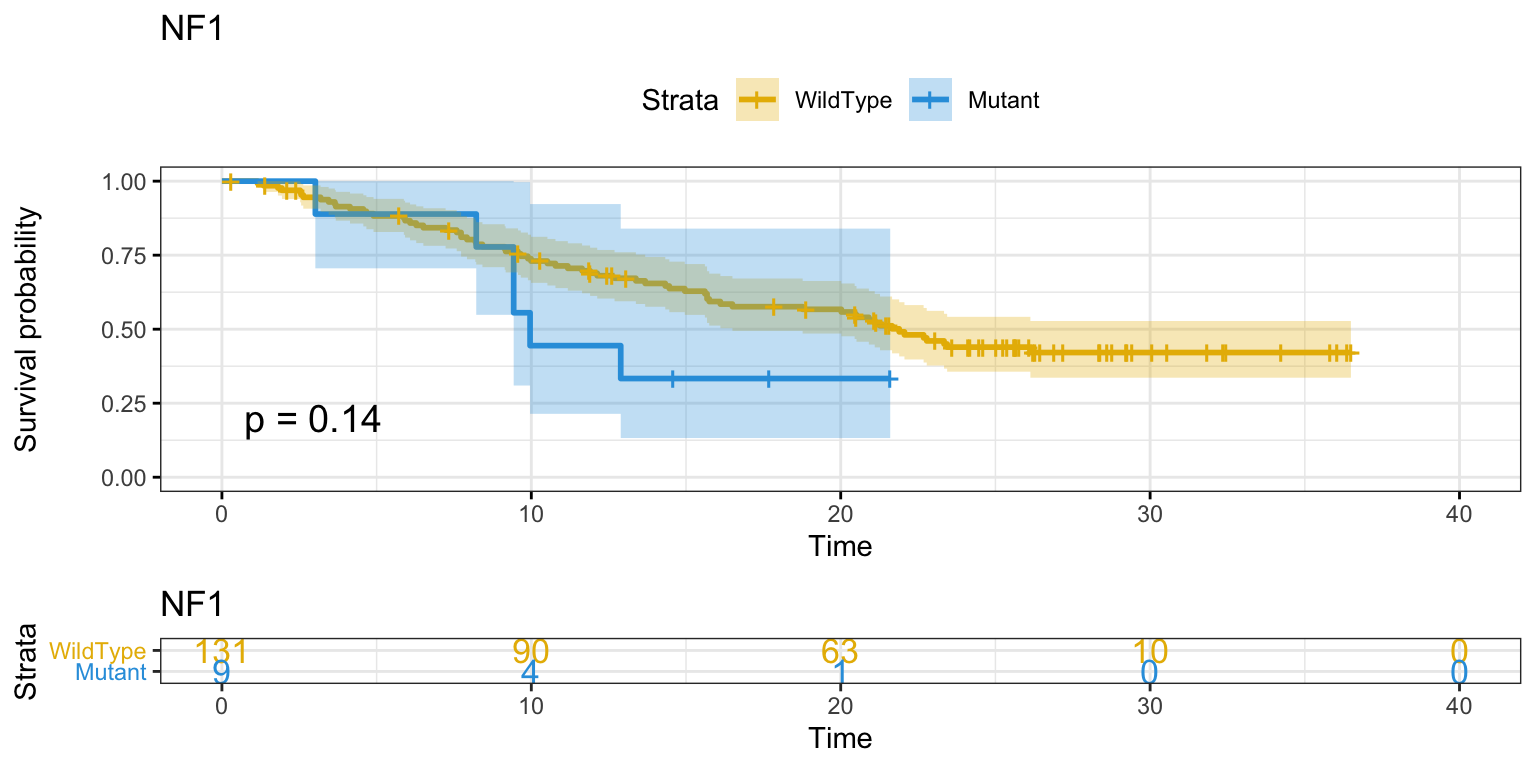 NF1
Strata WildType Mutant
Survival probability
1.00
0.75
0.50
0.25
0.00
p = 0.14
0 10 20 30 40
Time
NF1
Strata
WildType 131 90 63 10 0
Mutant 9 4 1 0 0
0 10 20 30 40
Time